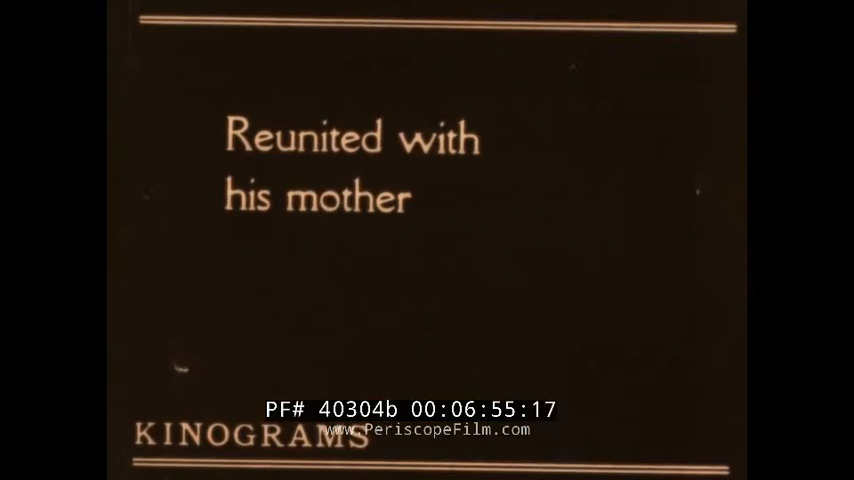 Reunited with
his mother
PF# 40304b 00:06:55:17
www.PeriscopeFilm.com
KINOGRAMS